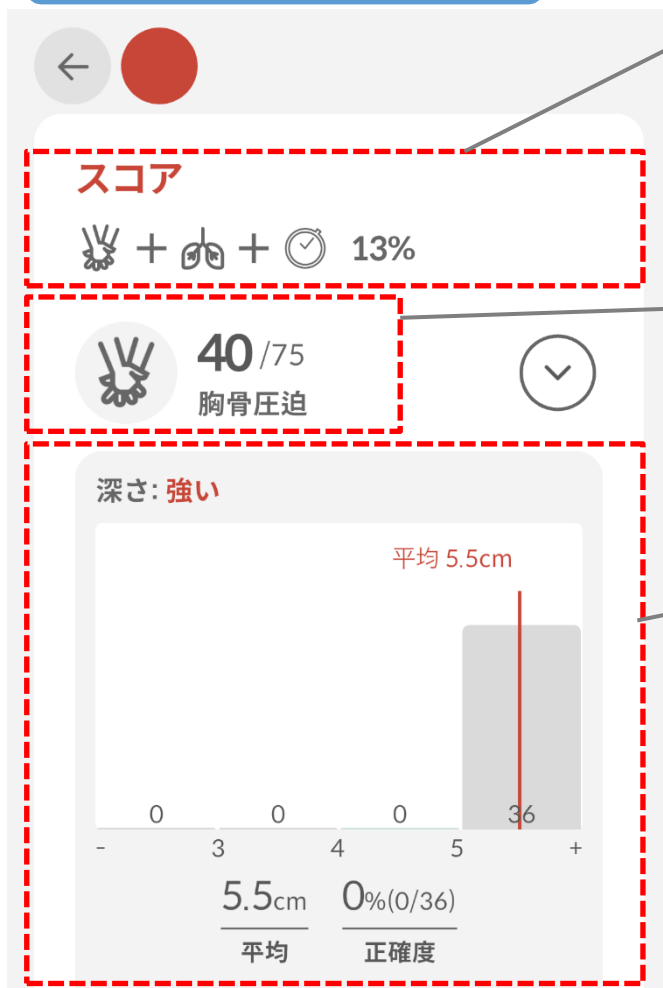 スコア
+ + 13%
40/75
胸骨圧迫
深さ: 強い
平均 5.5cm
0 0 0 36
- 3 4 5 +
5.5cm 0%(0/36)
平均 正確度